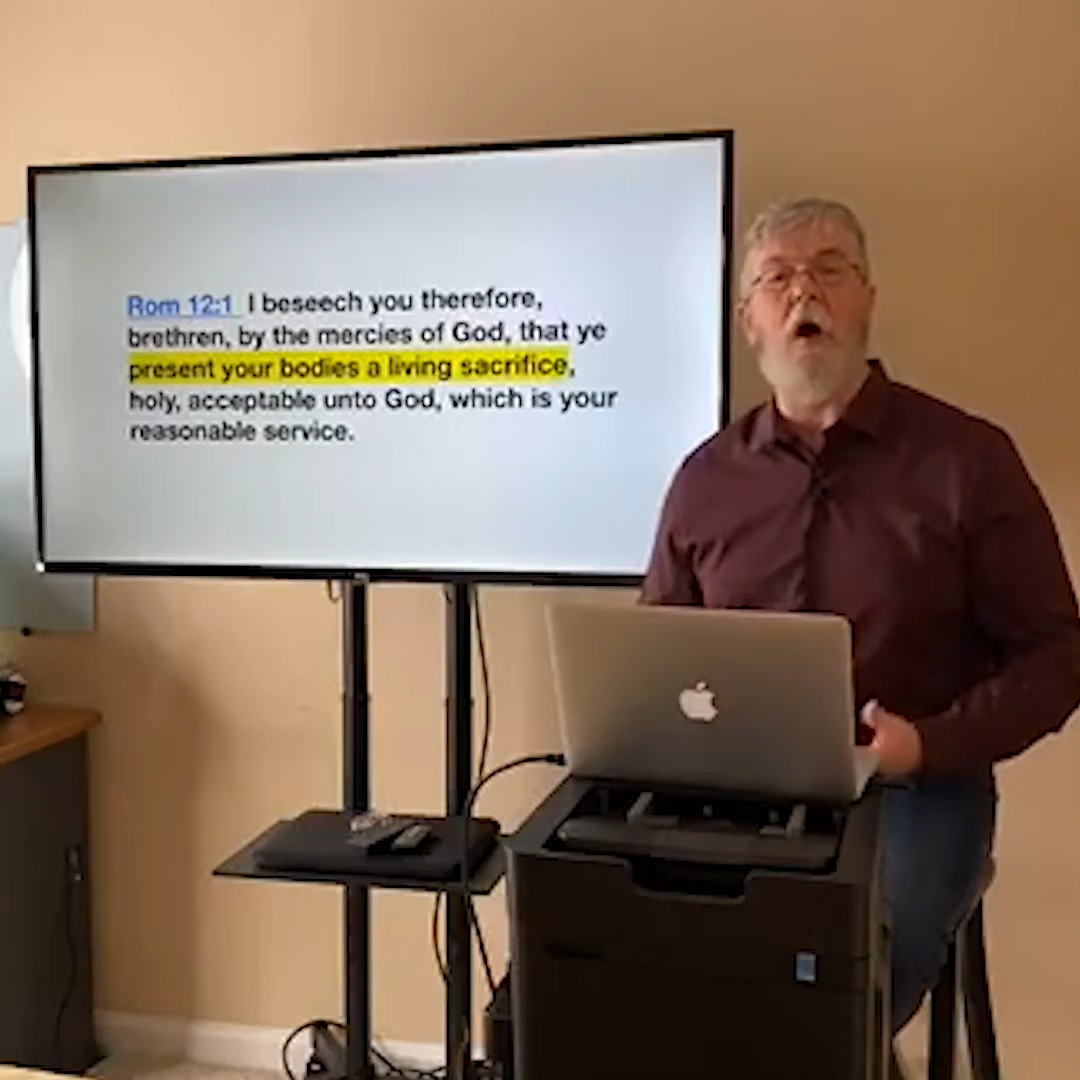 Rom 12:1 I beseech you therefore,
brethren, by the mercies of God, that ye
present your bodies a living sacrifice,
holy, acceptable unto God, which is your
reasonable service.